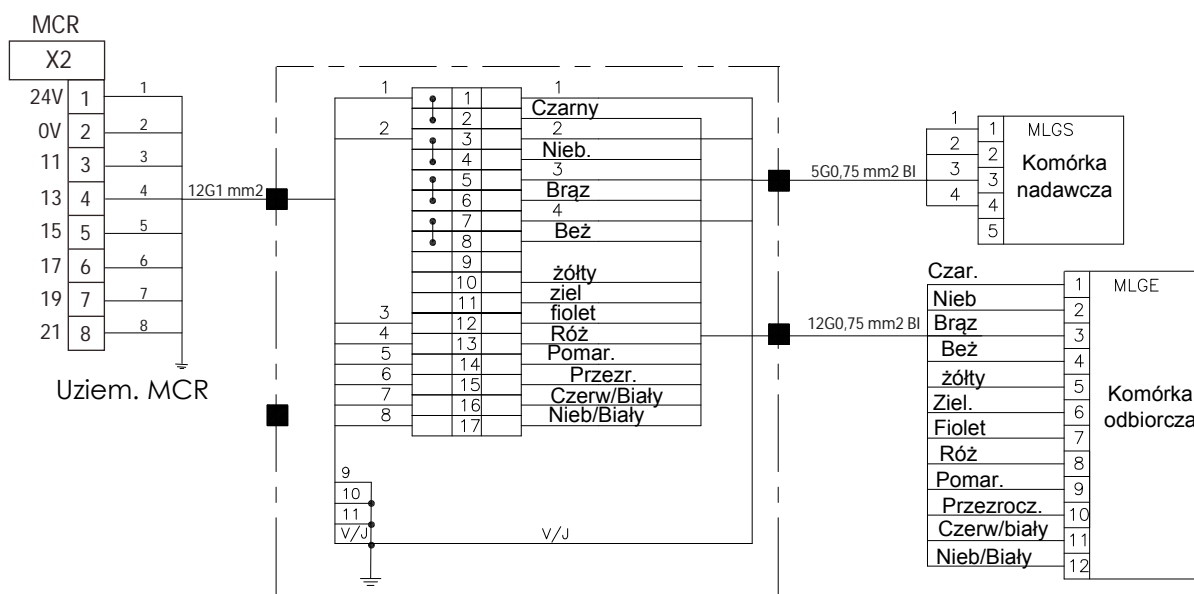 MCR
X2
24V 1 1
0V 2 2
11 3 3
13 4 4
15 5 5
17 6 6
19 7 7
21 8 8
Uziem. MCR
12G1 mm2
1 1 1
2 Czarny
2 3 2
4 Nieb.
5 3
6 Brąz
7 4
8 Beż
9
10 żółty
11 ziel
3 12 fiolet
4 13 Róż
5 14 Pomar.
6 15 Przezr.
7 16 Czerw/Biały
8 17 Nieb/Biały
9
10
11
V/J V/J
5G0,75 mm2 BI
12G0,75 mm2 BI
1 1 MLGS
2 2
3 3
4 4
5
Komórka
nadawcza
Czar. 1 MLGE
Nieb 2
Brąz 3
Beż 4
żółty 5
Ziel. 6
Fiolet 7
Róż 8
Pomar. 9
Przezrocz. 10
Czerw/biały 11
Nieb/Biały 12
Komórka
odbiorcza